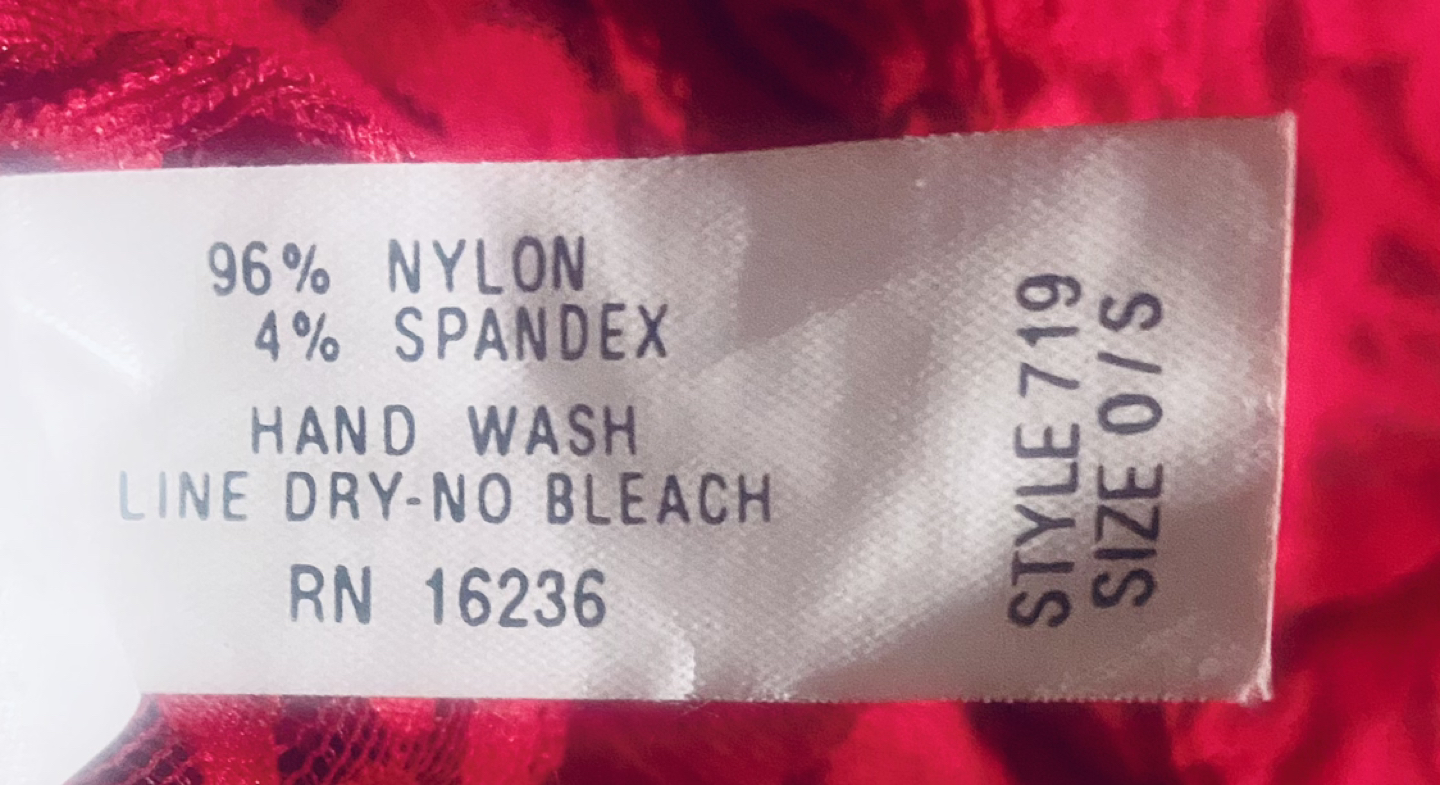 96% NYLON
4% SPANDEX
HAND WASH
LINE DRY-NO BLEACH
RN 16236
STYLE 719
SIZE O/S